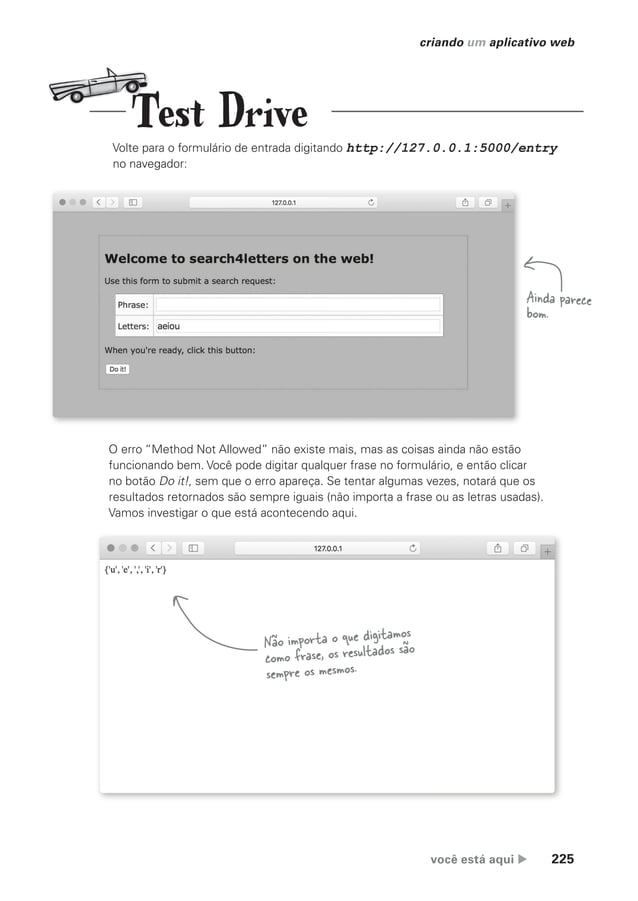 criando um aplicativo web
Test Drive
Volte para o formulário de entrada digitando http://127.0.0.1:5000/entry
no navegador:
127.0.0.1
Welcome to search4letters on the web!
Use this form to submit a search request:
Phrase:
Letters: aeiou
When you're ready, click this button:
Do it!
Ainda parece
bom.
O erro “Method Not Allowed” não existe mais, mas as coisas ainda não estão
funcionando bem. Você pode digitar qualquer frase no formulário, e então clicar
no botão Do it!, sem que o erro apareça. Se tentar algumas vezes, notará que os
resultados retornados são sempre iguais (não importa a frase ou as letras usadas).
Vamos investigar o que está acontecendo aqui.
127.0.0.1
{'u', 'e', ',', 'i', 'r'}
Não importa o que digitamos
como frase, os resultados são
sempre os mesmos.
você está aqui ▶ 225